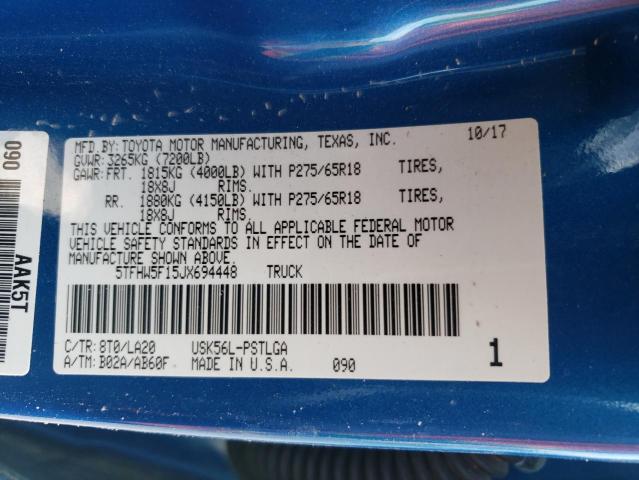 MFD.BY:TOYOTA MOTOR MANUFACTURING, TEXAS, INC. 10/17
GVWR:3265KG (7200LB)
GAWR:FRT. 1815KG (4000LB) WITH P275/65R18 TIRES,
18X8J RIMS.
RR. 1880KG (4150LB) WITH P275/65R18 TIRES,
18X8J RIMS.
THIS VEHICLE CONFORMS TO ALL APPLICABLE FEDERAL MOTOR
VEHICLE SAFETY STANDARDS IN EFFECT ON THE DATE OF
MANUFACTURE SHOWN ABOVE.
5TFHW5F15JX694448 TRUCK
C/TR:8T0/LA20 USK56L-PSTLGA
A/TM:B02A/AB60F MADE IN U.S.A. 090
1
090
AAK5T